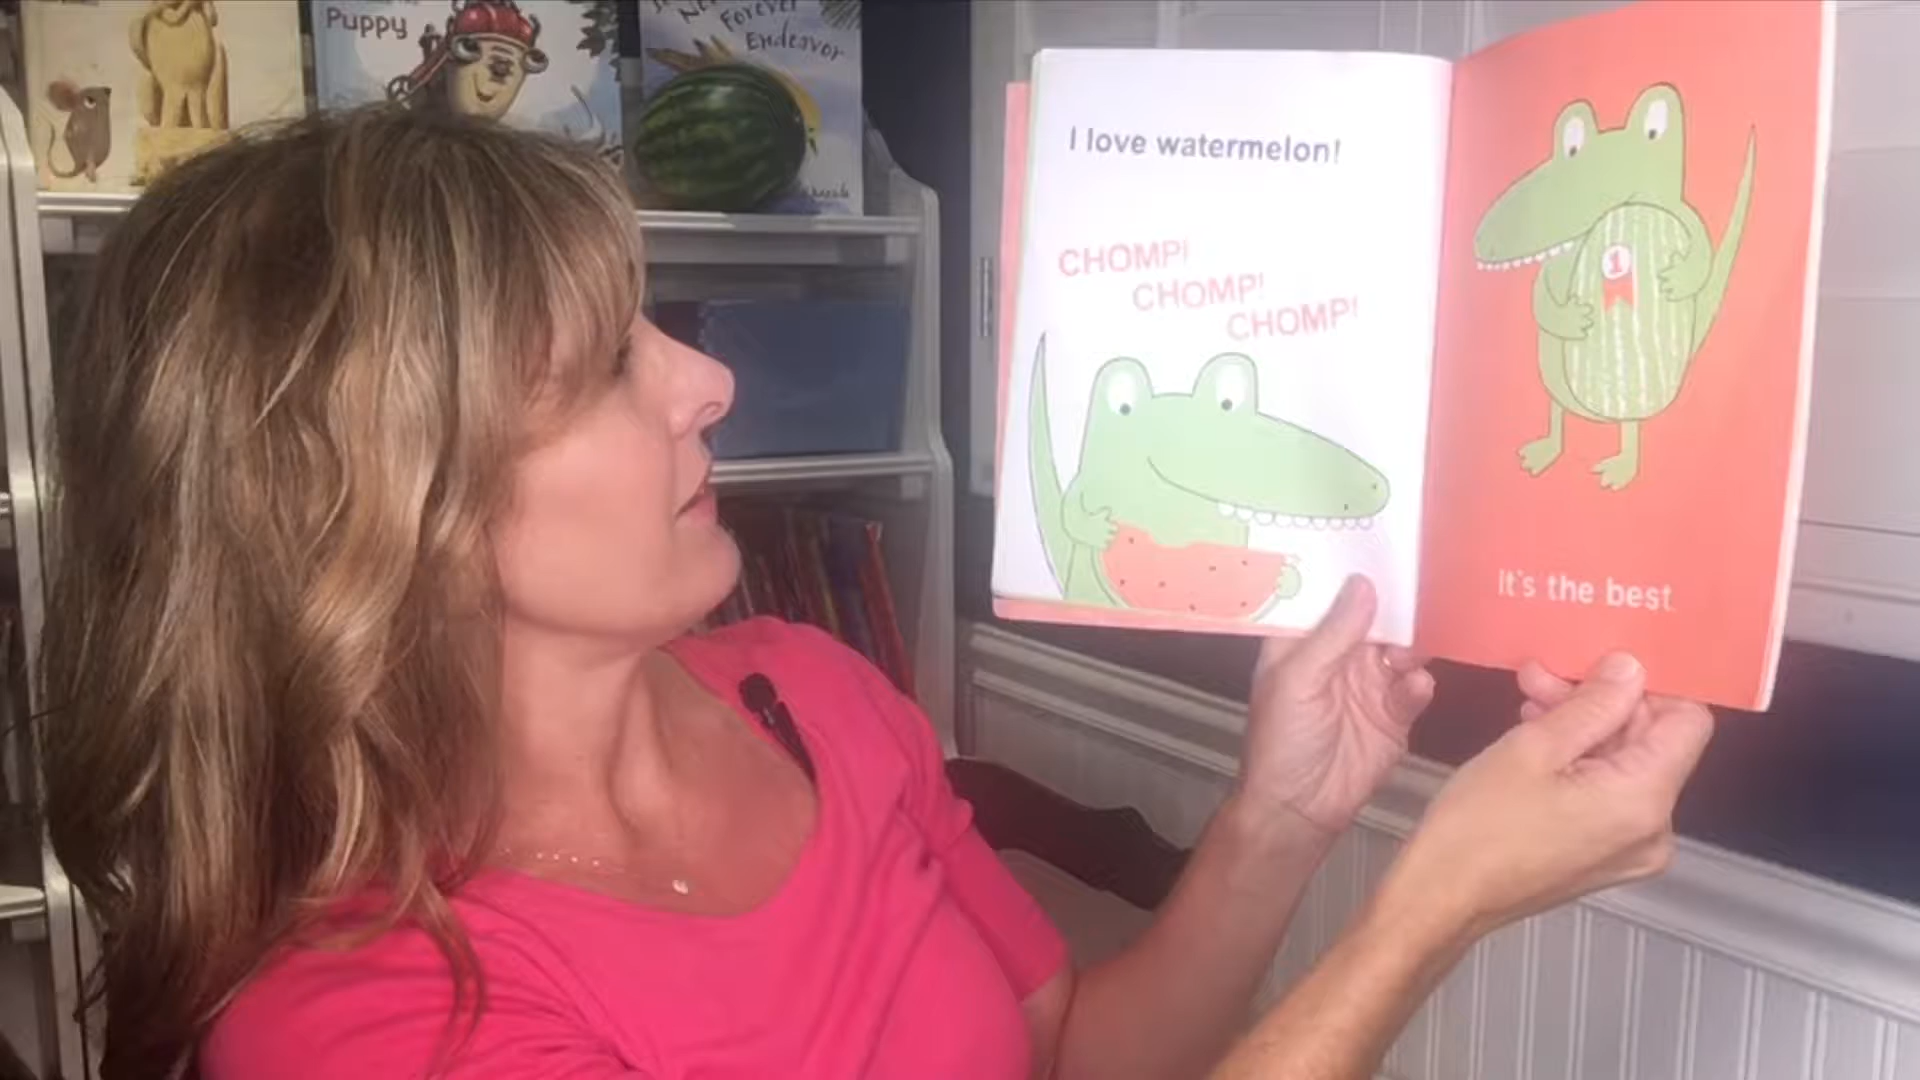 Puppy
Forever
Endeavor
I love watermelon!
CHOMP!
CHOMP!
CHOMP!
1
It's the best.